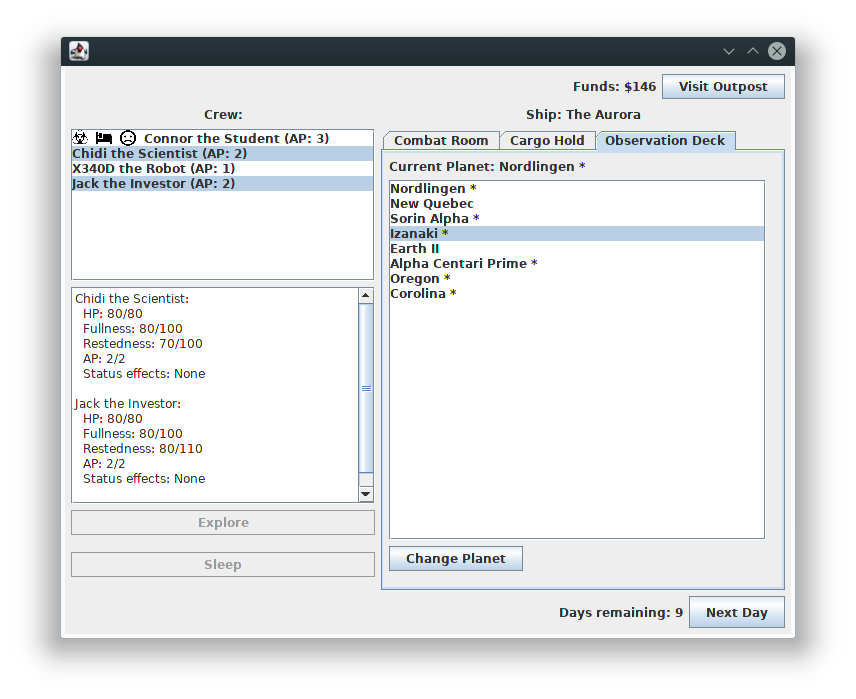 Funds: $146
Visit Outpost
Crew:
Ship: The Aurora
Connor the Student (AP: 3)
Chidi the Scientist (AP: 2)
X340D the Robot (AP: 1)
Jack the Investor (AP: 2)
Chidi the Scientist:
HP: 80/80
Fullness: 80/100
Restedness: 70/100
AP: 2/2
Status effects: None
Jack the Investor:
HP: 80/80
Fullness: 80/100
Restedness: 80/110
AP: 2/2
Status effects: None
Explore
Sleep
Combat Room
Cargo Hold
Observation Deck
Current Planet: Nordlingen *
Nordlingen *
New Quebec
Sorin Alpha *
Izanaki *
Earth II
Alpha Centari Prime *
Oregon *
Corolina *
Change Planet
Days remaining: 9
Next Day